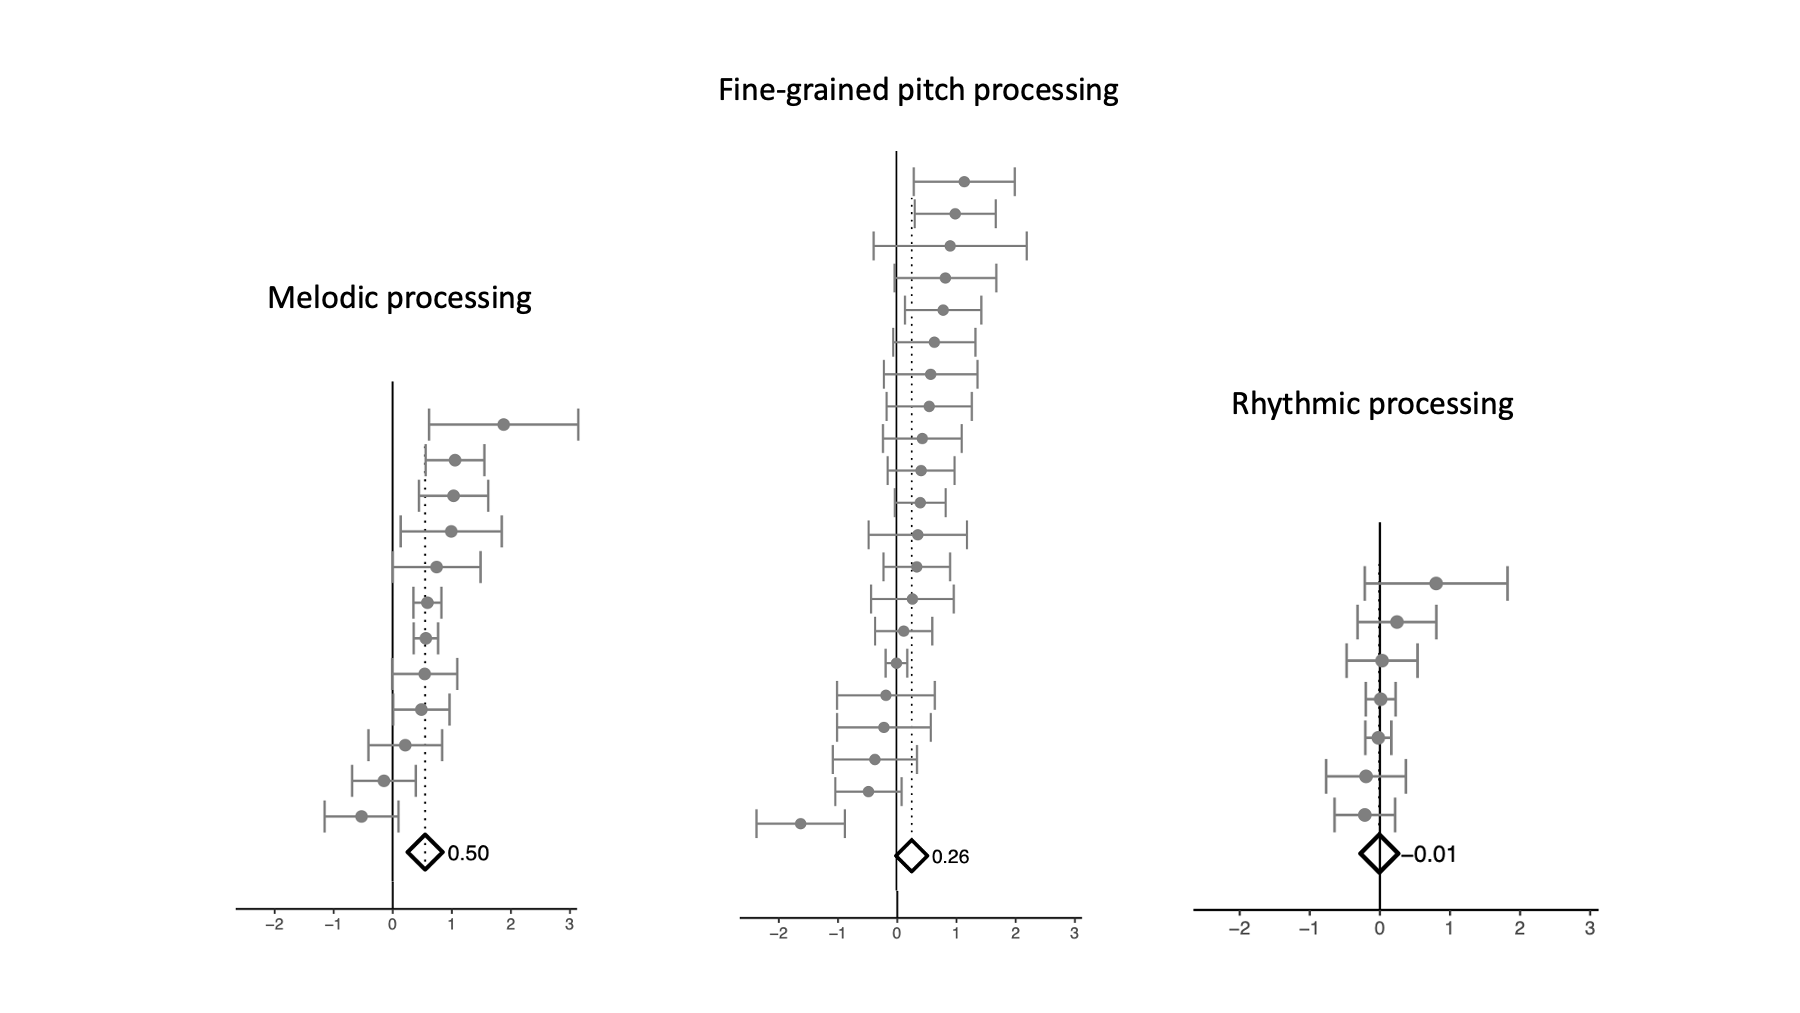 Fine-grained pitch processing
Melodic processing
Rhythmic processing
0.50
0.26
−0.01
−2 −1 0 1 2 3
−2 −1 0 1 2 3
−2 −1 0 1 2 3